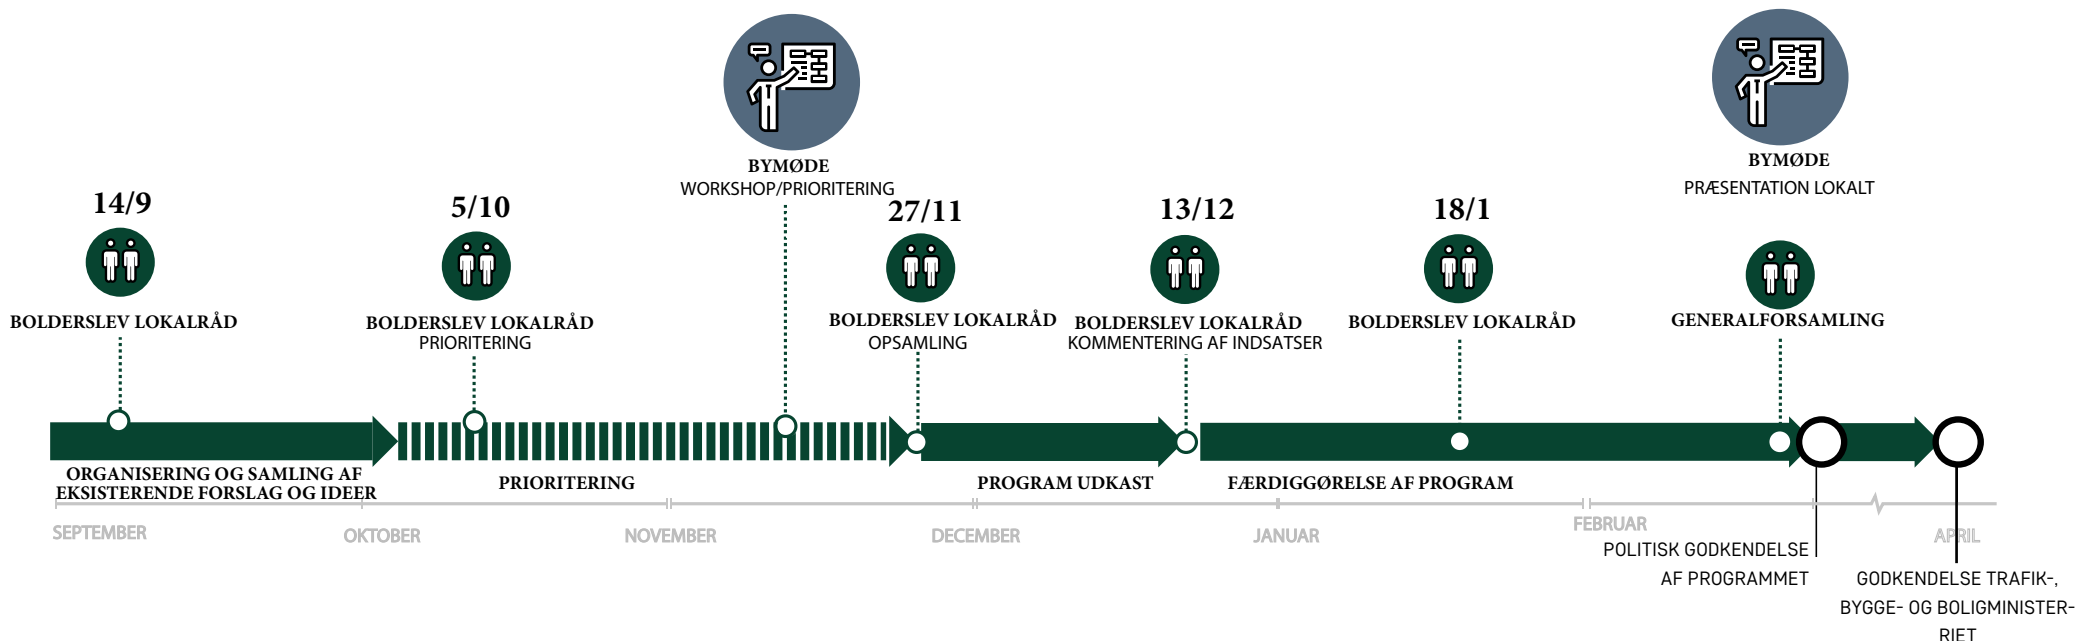 BYMØDE
WORKSHOP/PRIORITERING
BYMØDE
PRÆSENTATION LOKALT
14/9
BOLDERSLEV LOKALRÅD
5/10
BOLDERSLEV LOKALRÅD
PRIORITERING
27/11
BOLDERSLEV LOKALRÅD
OPSAMLING
13/12
BOLDERSLEV LOKALRÅD
KOMMENTERING AF INDSATSER
18/1
BOLDERSLEV LOKALRÅD
GENERALFORSAMLING
ORGANISERING OG SAMLING AF
EKSISTERENDE FORSLAG OG IDEER
PRIORITERING
PROGRAM UDKAST
FÆRDIGGØRELSE AF PROGRAM
SEPTEMBER
OKTOBER
NOVEMBER
DECEMBER
JANUAR
FEBRUAR
APRIL
POLITISK GODKENDELSE
AF PROGRAMMET
GODKENDELSE TRAFIK-,
BYGGE- OG BOLIGMINISTER-
RIET